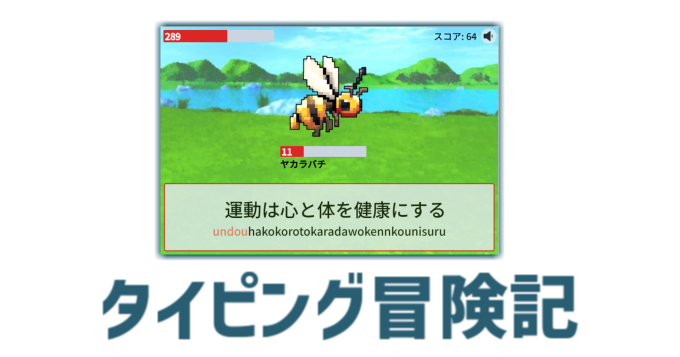 289
スコア: 64
11
ヤカラバチ
運動は心と体を健康にする
undouhakokorotokaradawokennkounisuru
タイピング冒険記